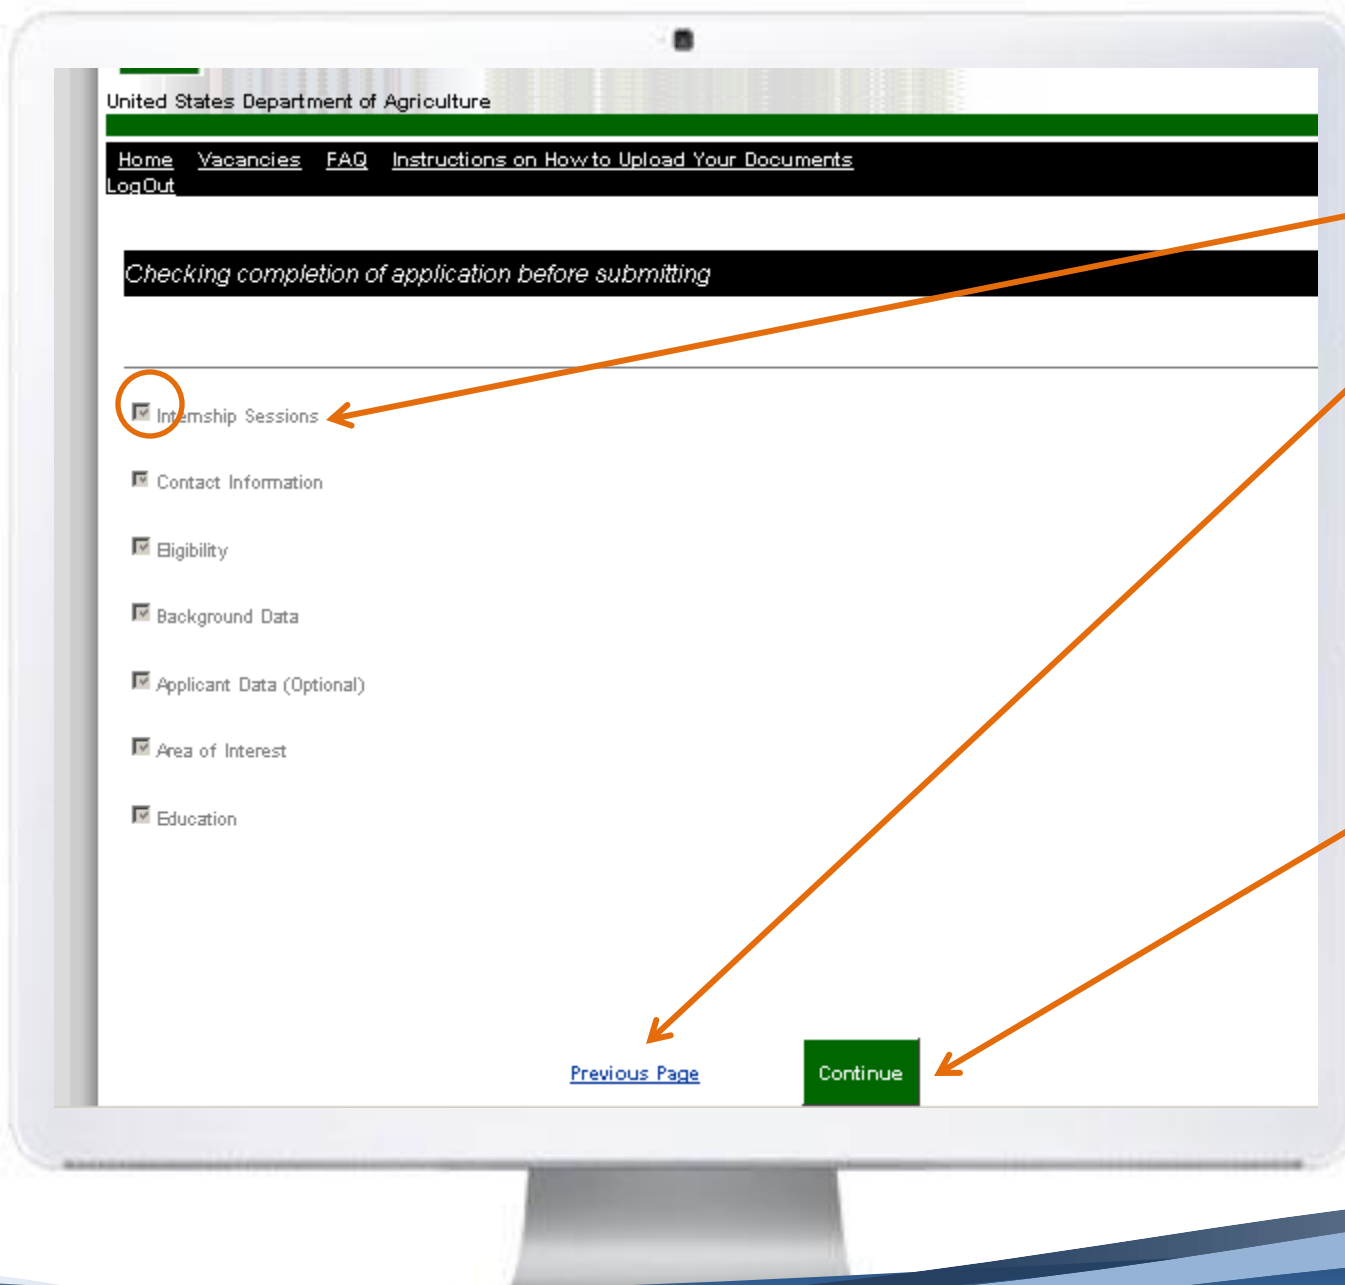 United States Department of Agriculture
Home Vacancies FAQ Instructions on How to Upload Your Documents
LogOut
Checking completion of application before submitting
Internship Sessions
Contact Information
Eligibility
Background Data
Applicant Data (Optional)
Area of Interest
Education
Previous Page Continue